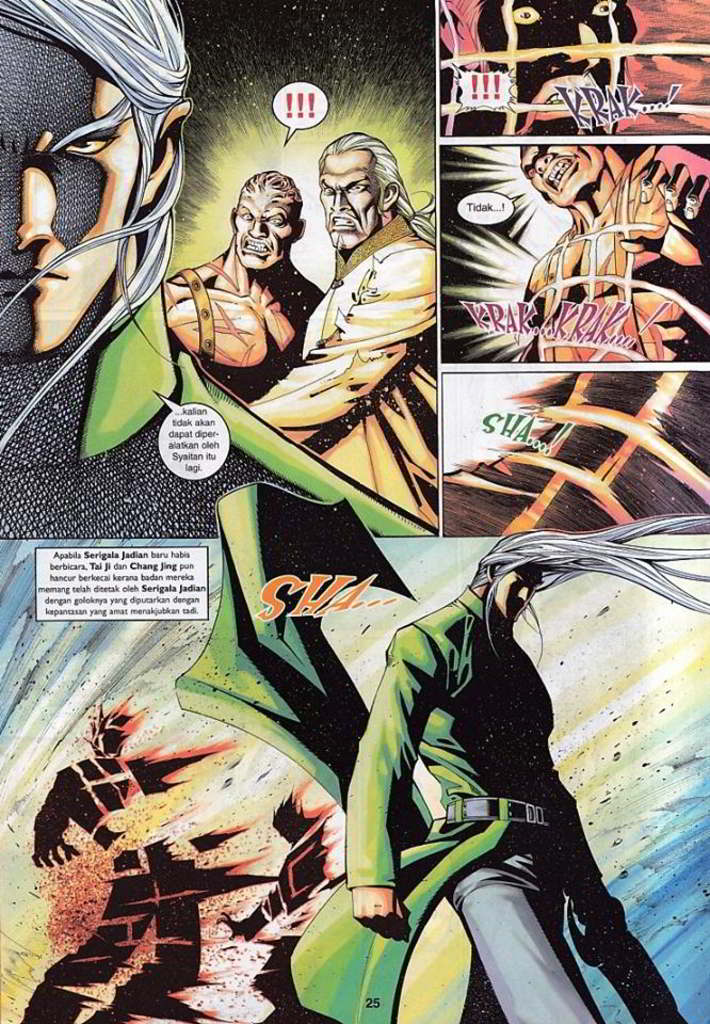 !!!
...kalian
tidak akan
dapat diper-
alatkan oleh
Syaitan itu
lagi.
!!!
KRAK...!
Tidak...!
KRAK...KRAK...!
SHA...!
Apabila Serigala Jadian baru habis
berbicara, Tai Ji dan Chang Jing pun
hancur berkecai kerana badan mereka
memang telah ditetak oleh Serigala Jadian
dengan goloknya yang diputarkan dengan
kepantasan yang amat menakjubkan tadi.
SHA...
25